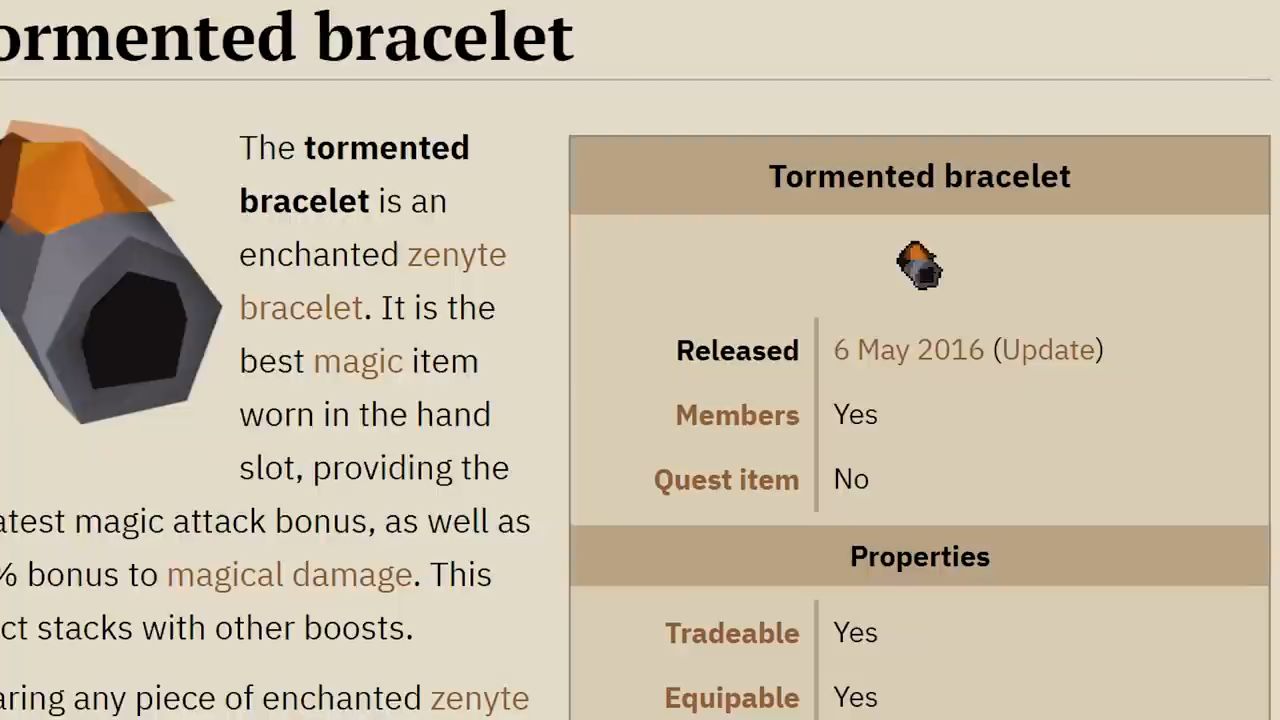 ormented bracelet
The tormented
bracelet is an
enchanted zenyte
bracelet. It is the
best magic item
worn in the hand
slot, providing the
atest magic attack bonus, as well as
% bonus to magical damage. This
ct stacks with other boosts.
aring any piece of enchanted zenyte
Tormented bracelet
Released 6 May 2016 (Update)
Members Yes
Quest item No
Properties
Tradeable Yes
Equipable Yes